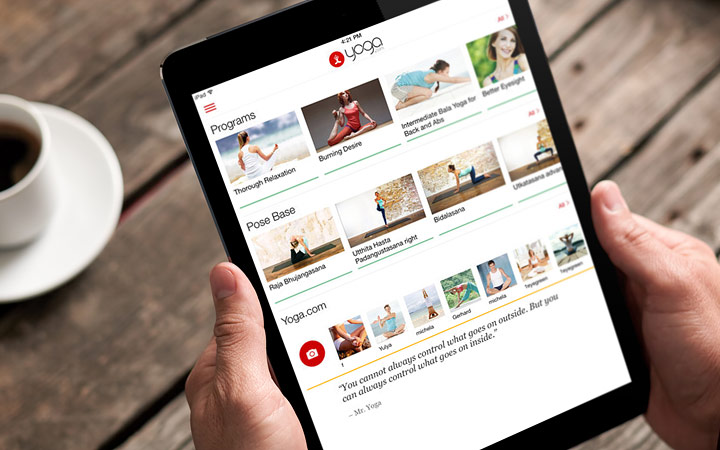 iPad
4:21 PM
yoga
.com
All >
Programs
Thorough Relaxation
Burning Desire
Intermediate Bala Yoga for
Back and Abs
Better Eyesight
All >
Pose Base
Raja Bhujangasana
Utthita Hasta
Padangustasana right
Bidalasana
Utkatasana advan
All >
Yoga.com
Yulya
michela
Gerhard
michela
1eyegreen
1eyegreen
"You cannot always control what goes on outside. But you
can always control what goes on inside."
– Mr. Yoga